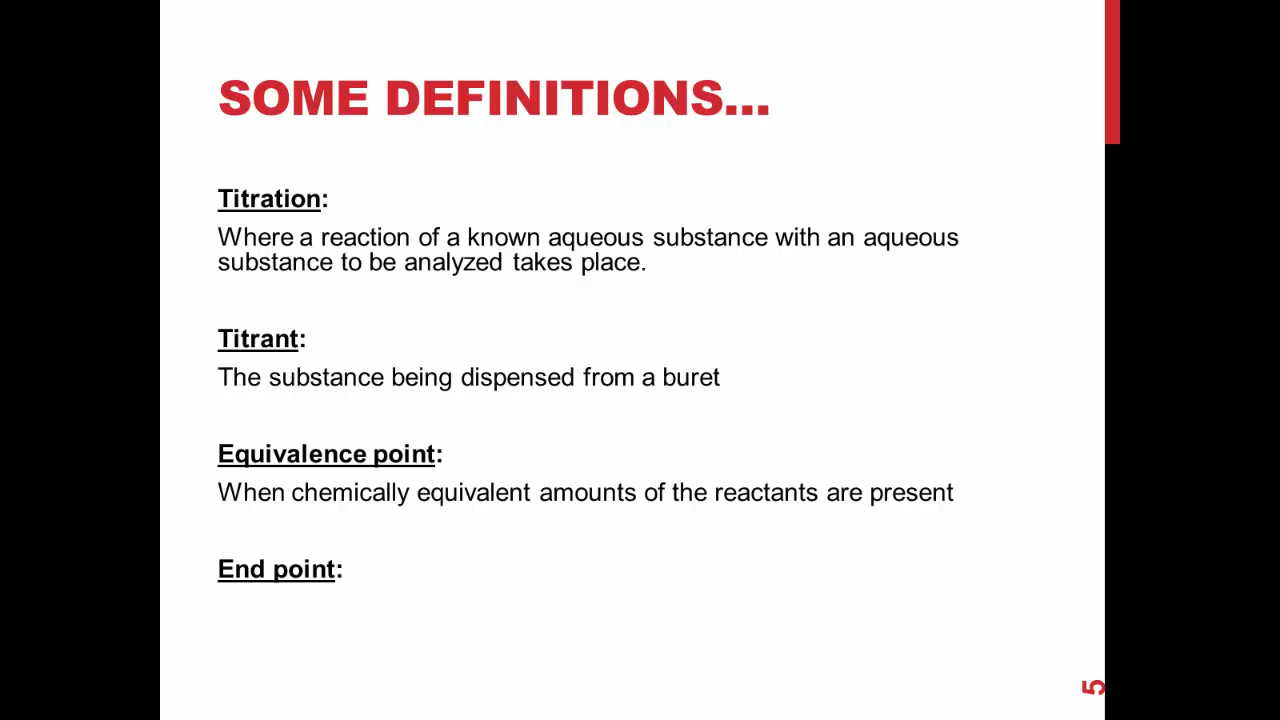 SOME DEFINITIONS...
Titration:
Where a reaction of a known aqueous substance with an aqueous
substance to be analyzed takes place.
Titrant:
The substance being dispensed from a buret
Equivalence point:
When chemically equivalent amounts of the reactants are present
End point:
5